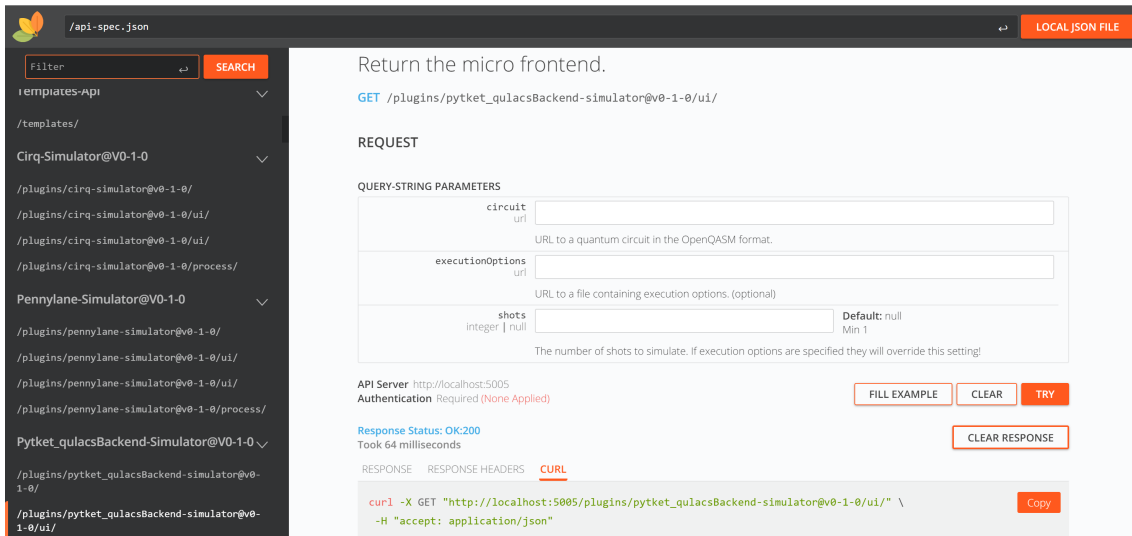 /api-spec.json
LOCAL JSON FILE
Filter
SEARCH
Templates-Api
/templates/
Cirq-Simulator@V0-1-0
/plugins/cirq-simulator@v0-1-0/
/plugins/cirq-simulator@v0-1-0/ui/
/plugins/cirq-simulator@v0-1-0/ui/
/plugins/cirq-simulator@v0-1-0/process/
Pennylane-Simulator@V0-1-0
/plugins/pennylane-simulator@v0-1-0/
/plugins/pennylane-simulator@v0-1-0/ui/
/plugins/pennylane-simulator@v0-1-0/ui/
/plugins/pennylane-simulator@v0-1-0/process/
Pytket_qulacsBackend-Simulator@V0-1-0
/plugins/pytket_qulacsBackend-simulator@v0-
1-0/
/plugins/pytket_qulacsBackend-simulator@v0-
1-0/ui/
Return the micro frontend.
GET /plugins/pytket_qulacsBackend-simulator@v0-1-0/ui/
REQUEST
QUERY-STRING PARAMETERS
circuit
url
URL to a quantum circuit in the OpenQASM format.
executionOptions
url
URL to a file containing execution options. (optional)
shots
integer | null
Default: null
Min 1
The number of shots to simulate. If execution options are specified they will override this setting!
API Server http://localhost:5005
Authentication Required (None Applied)
FILL EXAMPLE CLEAR TRY
Response Status: OK:200
Took 64 milliseconds
CLEAR RESPONSE
RESPONSE RESPONSE HEADERS CURL
curl -X GET "http://localhost:5005/plugins/pytket_qulacsBackend-simulator@v0-1-0/ui/" \
-H "accept: application/json"
Copy